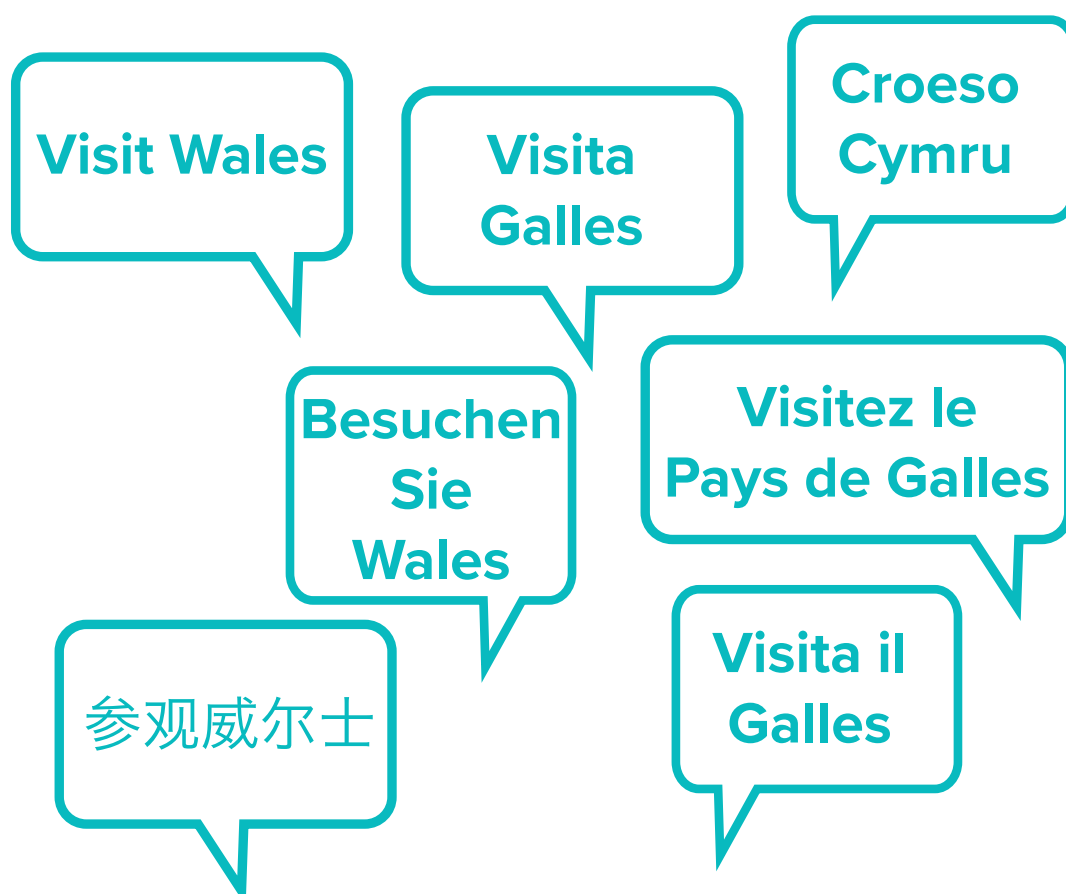 Visit Wales
Visita
Galles
Croeso
Cymru
Besuchen
Sie
Wales
Visitez le
Pays de Galles
参观威尔士
Visita il
Galles